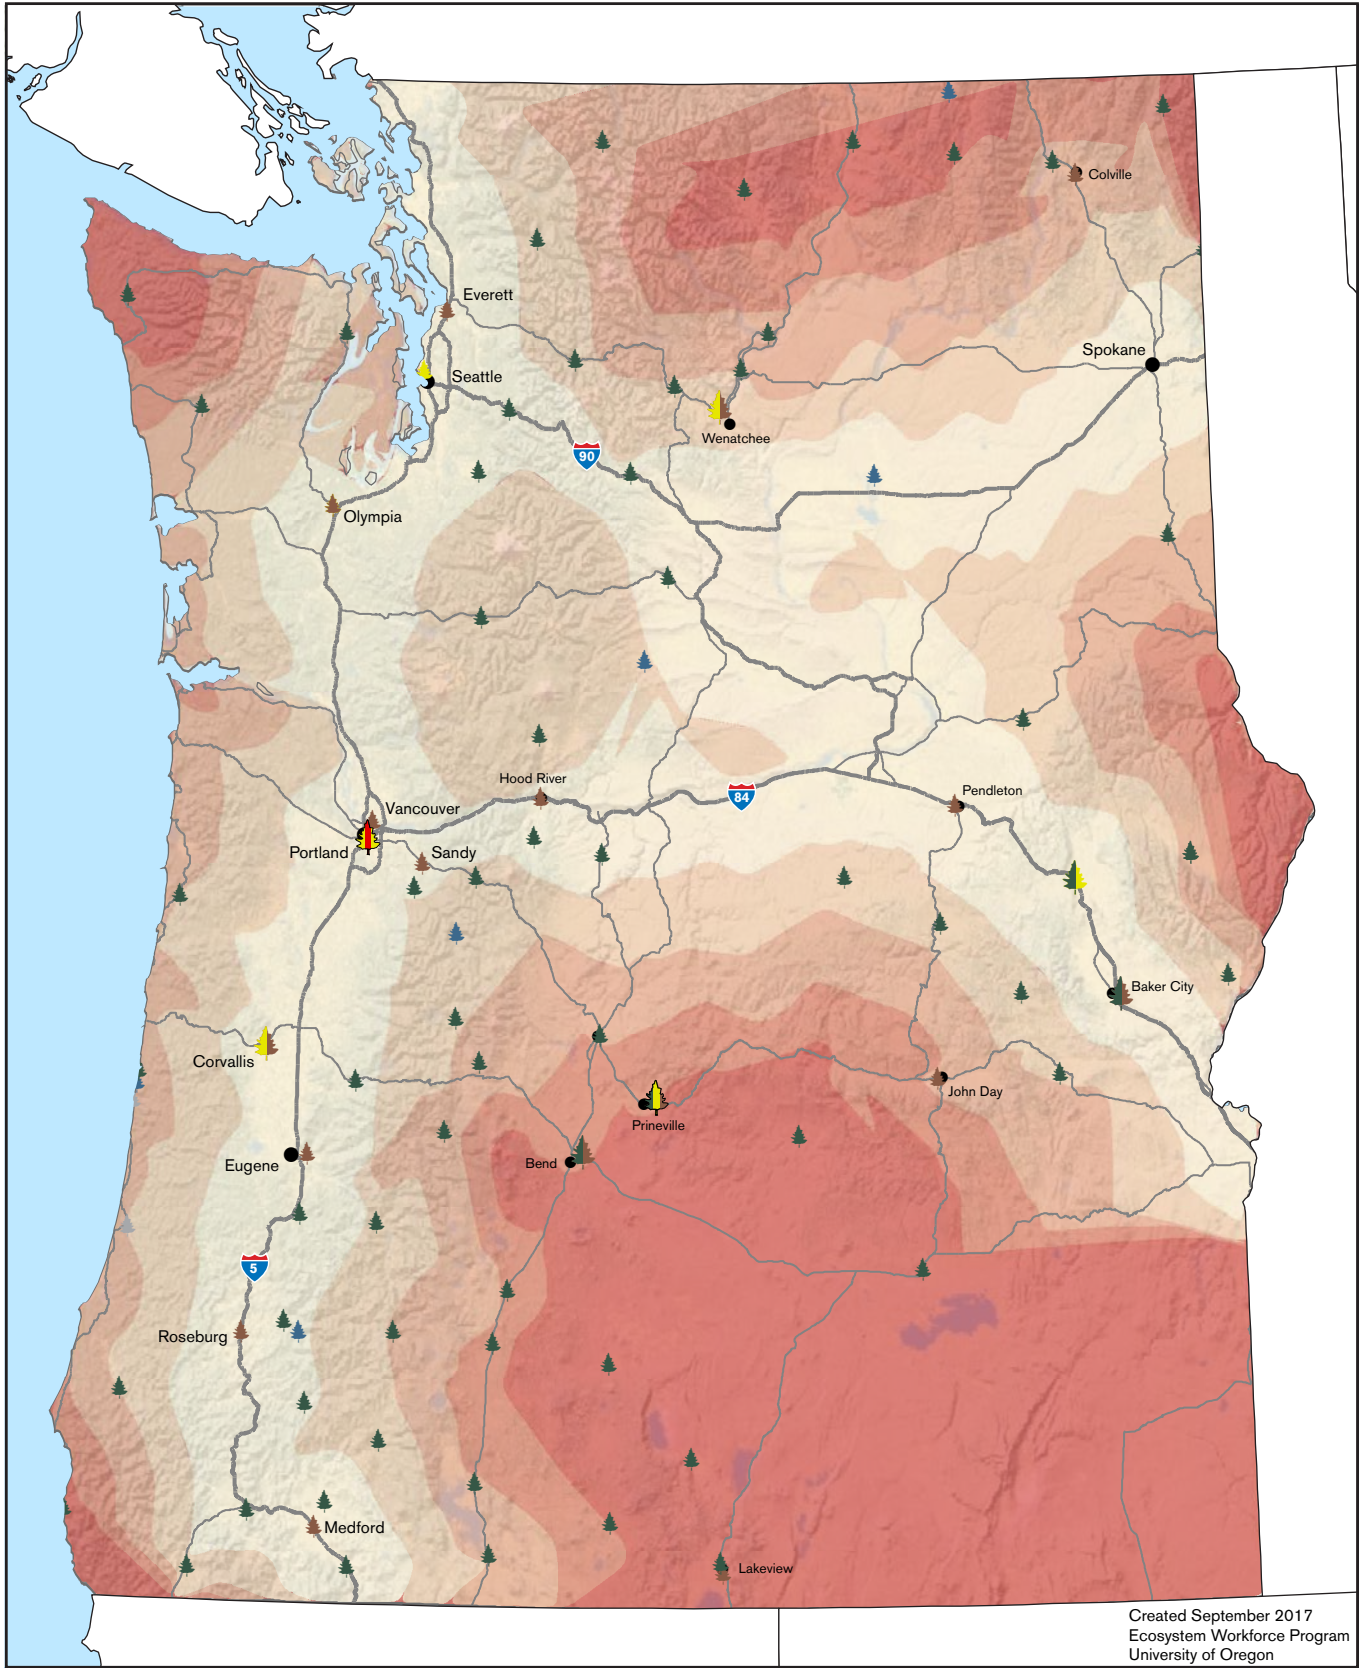 Colville
Everett
Spokane
Seattle
Wenatchee
90
Olympia
Hood River
84
Pendleton
Vancouver
Portland
Sandy
Baker City
Corvallis
John Day
Prineville
Bend
Eugene
5
Roseburg
Medford
Lakeview
Created September 2017
Ecosystem Workforce Program
University of Oregon